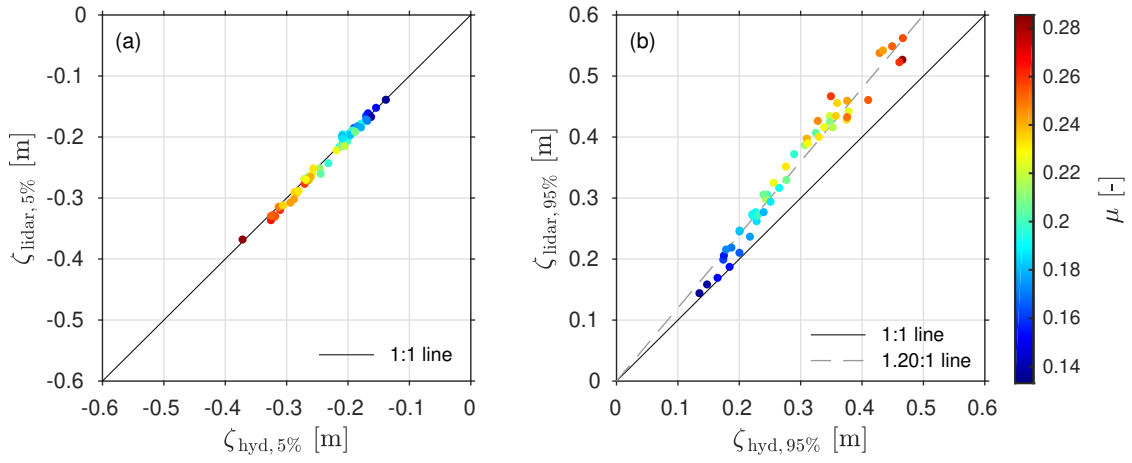 (a)
0
-0.1
-0.2
-0.3
-0.4
-0.5
-0.6
ζlidar, 5% [m]
-0.6 -0.5 -0.4 -0.3 -0.2 -0.1 0
ζhyd, 5% [m]
1:1 line
(b)
0.6
0.5
0.4
0.3
0.2
0.1
0
ζlidar, 95% [m]
0 0.1 0.2 0.3 0.4 0.5 0.6
ζhyd, 95% [m]
1:1 line
1.20:1 line
0.28
0.26
0.24
0.22
0.2
0.18
0.16
0.14
μ [-]